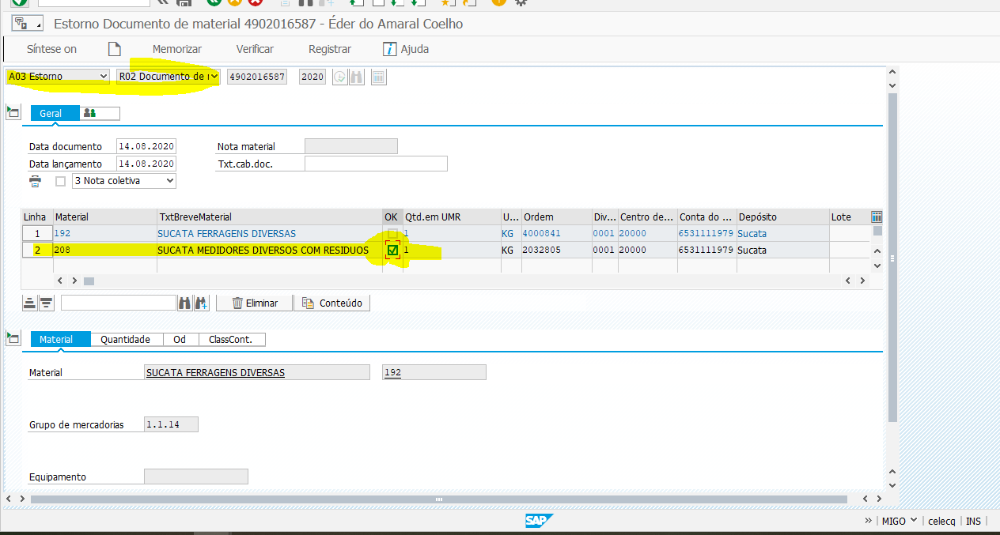 Estorno Documento de material 4902016587 - Éder do Amaral Coelho
Síntese on Memorizar Verificar Registrar Ajuda
A03 Estorno R02 Documento de 4902016587 2020
Geral
Data documento 14.08.2020 Nota material
Data lançamento 14.08.2020 Txt.cab.doc.
3 Nota coletiva
Linha Material TxtBreveMaterial OK Qtd.em UMR U... Ordem Div... Centro de... Conta do ... Depósito Lote
1 192 SUCATA FERRAGENS DIVERSAS 1 KG 4000841 0001 20000 6531111979 Sucata
2 208 SUCATA MEDIDORES DIVERSOS COM RESIDUOS 1 KG 2032805 0001 20000 6531111979 Sucata
Eliminar Conteúdo
Material Quantidade Od ClassCont.
Material SUCATA FERRAGENS DIVERSAS 192
Grupo de mercadorias 1.1.14
Equipamento
SAP MIGO celecq INS